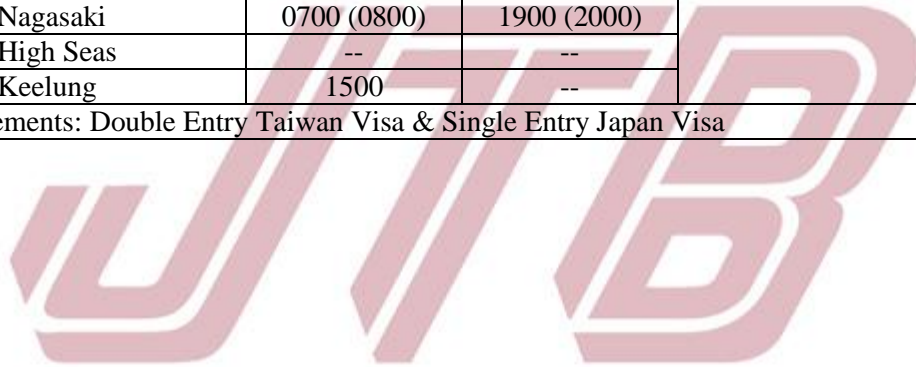 Nagasaki 0700 (0800) 1900 (2000)
High Seas -- --
Keelung 1500 --
ements: Double Entry Taiwan Visa & Single Entry Japan Visa
JTB